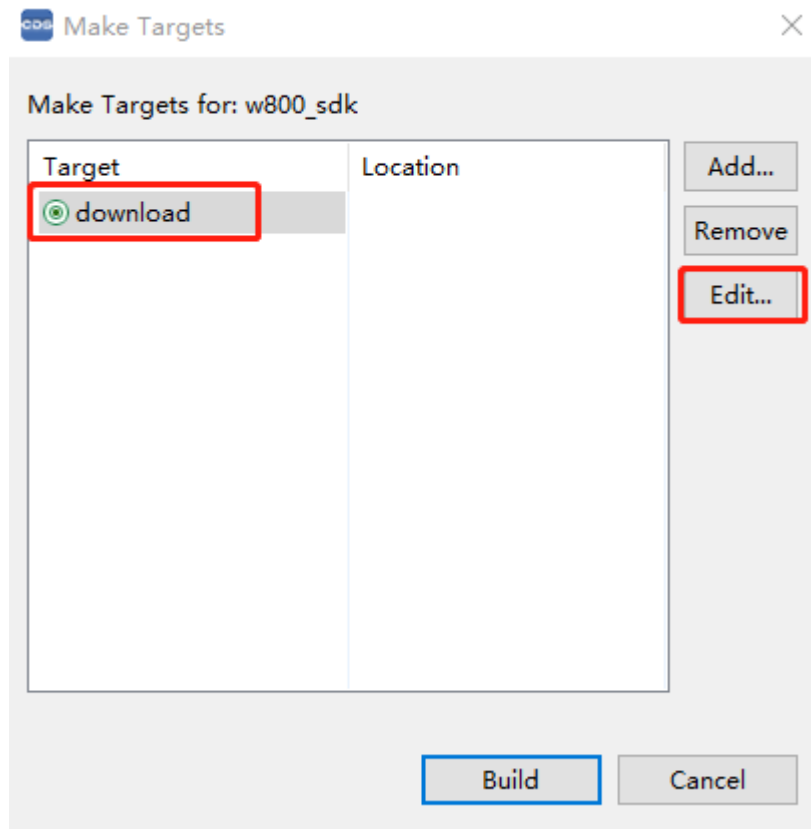 CDS Make Targets
Make Targets for: w800_sdk
Target Location Add...
download
Remove
Edit...
Build Cancel